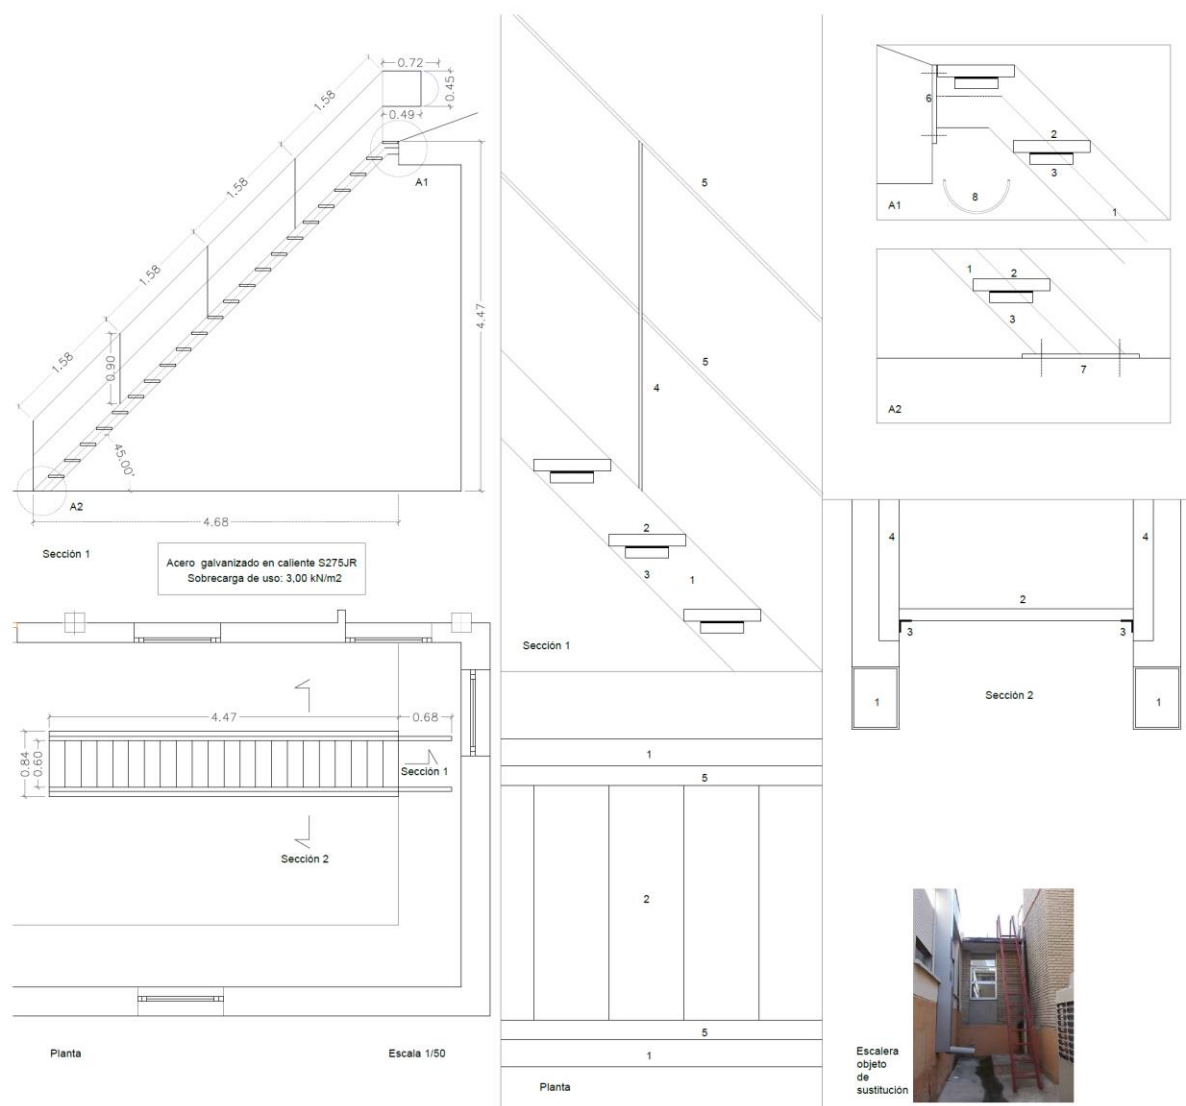 0.72
0.45
0.49
1.58
1.58
1.58
1.58
0.90
45.00°
4.47
4.68
A1
A2
Sección 1
Acero galvanizado en caliente S275JR
Sobrecarga de uso: 3,00 kN/m2
4.47
0.68
0.84
0.60
Sección 1
Sección 2
Planta
Escala 1/50
5
5
4
2
3
1
Sección 1
1
5
2
5
1
Planta
6
2
3
8
1
A1
1
2
3
7
A2
4
4
2
3
3
1
1
Sección 2
Escalera
objeto
de
sustitución